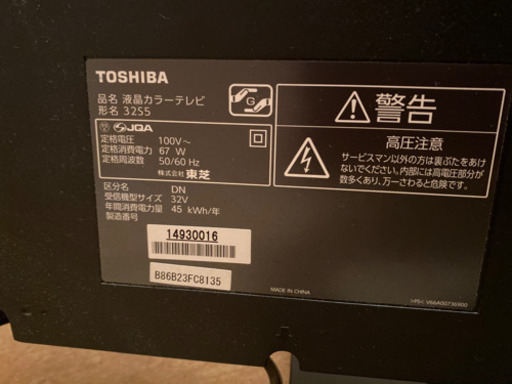 TOSHIBA
品名 液晶カラーテレビ
形名 32S5
JQA
定格電圧 100V～
定格消費電力 67 W
定格周波数 50/60 Hz
株式会社 東芝
区分名 DN
受信機型サイズ 32V
年間消費電力量 45 kWh/年
製造番号
14930016
B86B23FC8135
G
警告
高圧注意
サービスマン以外の方は裏ぶたをあけ
ないでください。内部には高電圧部分が
数多くあり、万一さわると危険です。
MADE IN CHINA
>PS< V66A00736900